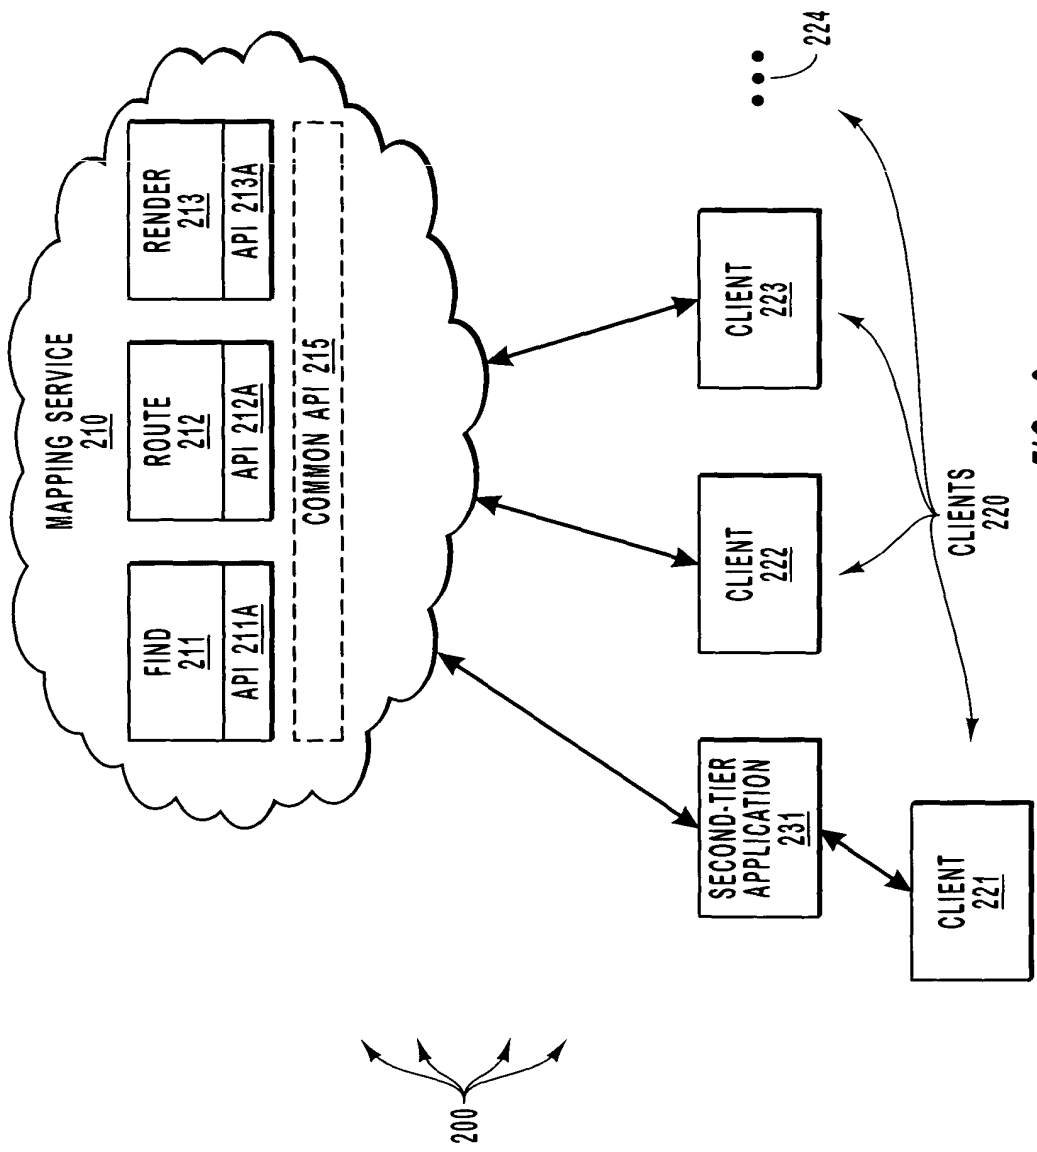 MAPPING SERVICE
210
FIND
211
API 211A
ROUTE
212
API 212A
RENDER
213
API 213A
COMMON API 215
SECOND-TIER
APPLICATION
231
CLIENT
222
CLIENT
223
224
CLIENT
221
CLIENTS
220
200